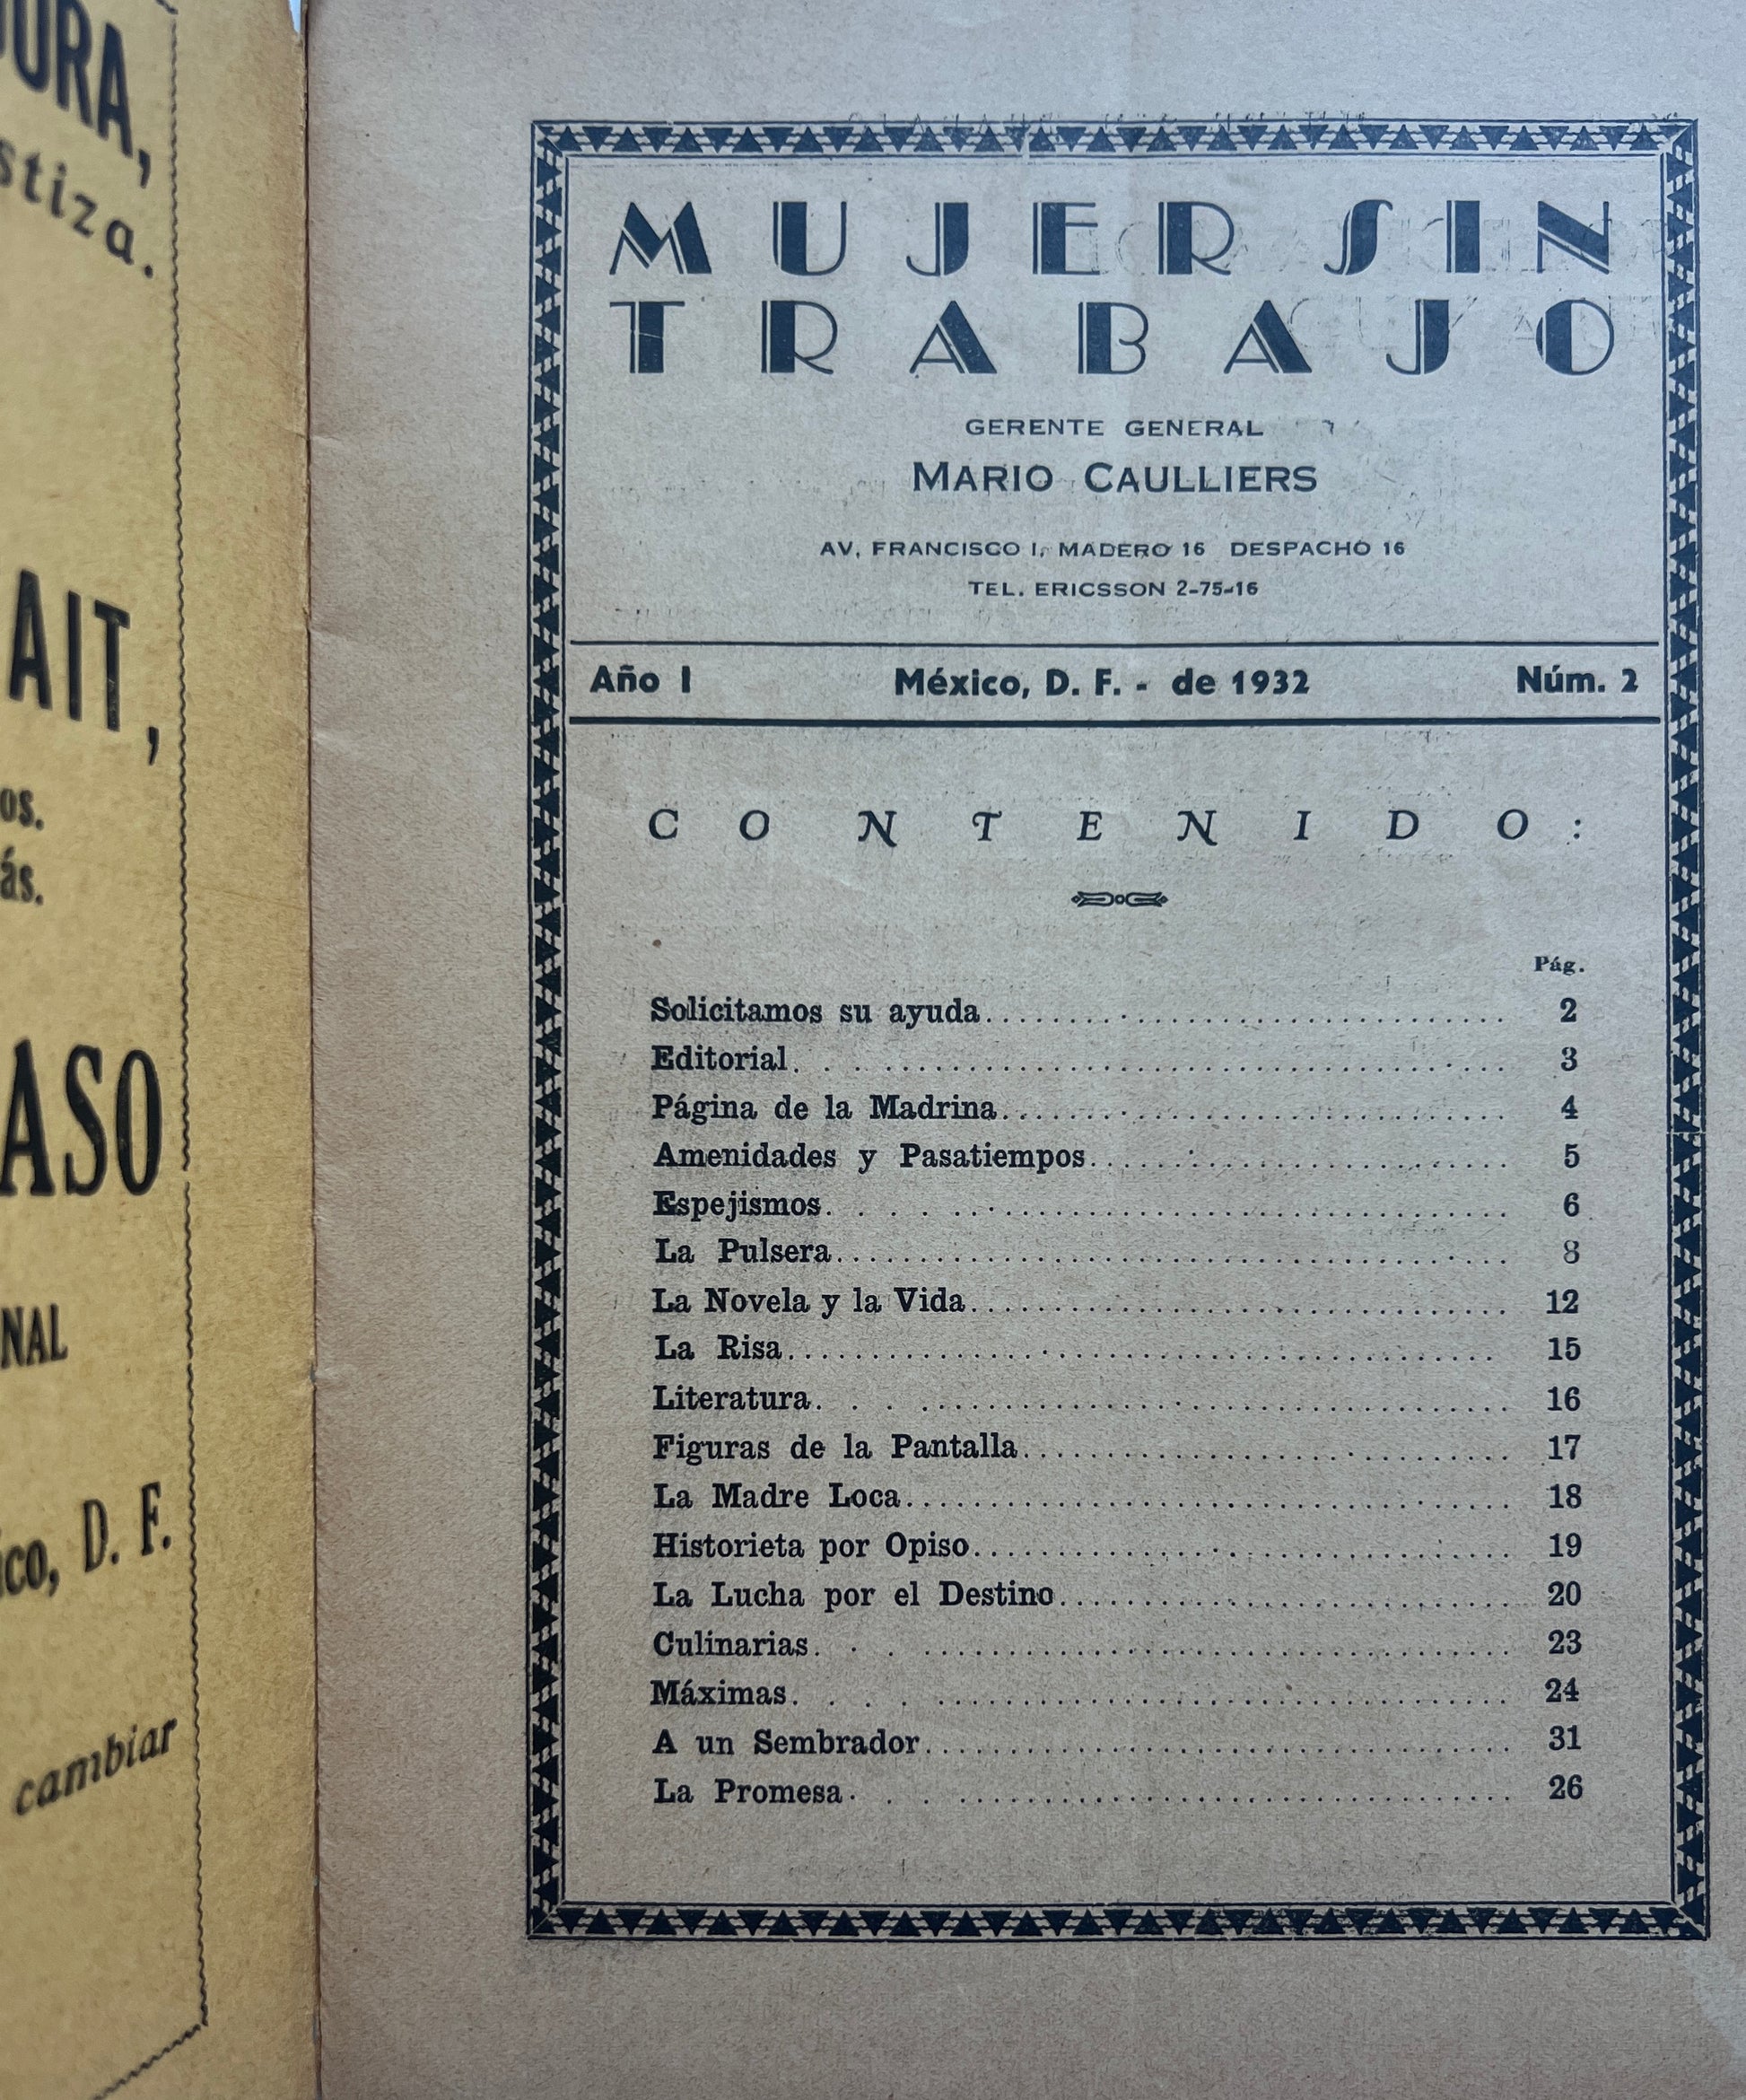 stiza.
AIT,
os.
ás.
ASO
NAL
ico, D. F.
cambiar
MUJER SIN
TRABAJO
GERENTE GENERAL
MARIO CAULLIERS
AV. FRANCISCO I. MADERO 16 DESPACHO 16
TEL. ERICSSON 2-75-16
Año I México, D. F. - de 1932 Núm. 2
CONTENIDO:
Pág.
Solicitamos su ayuda 2
Editorial 3
Página de la Madrina 4
Amenidades y Pasatiempos 5
Espejismos 6
La Pulsera 8
La Novela y la Vida 12
La Risa 15
Literatura 16
Figuras de la Pantalla 17
La Madre Loca 18
Historieta por Opiso 19
La Lucha por el Destino 20
Culinarias 23
Máximas 24
A un Sembrador 31
La Promesa 26